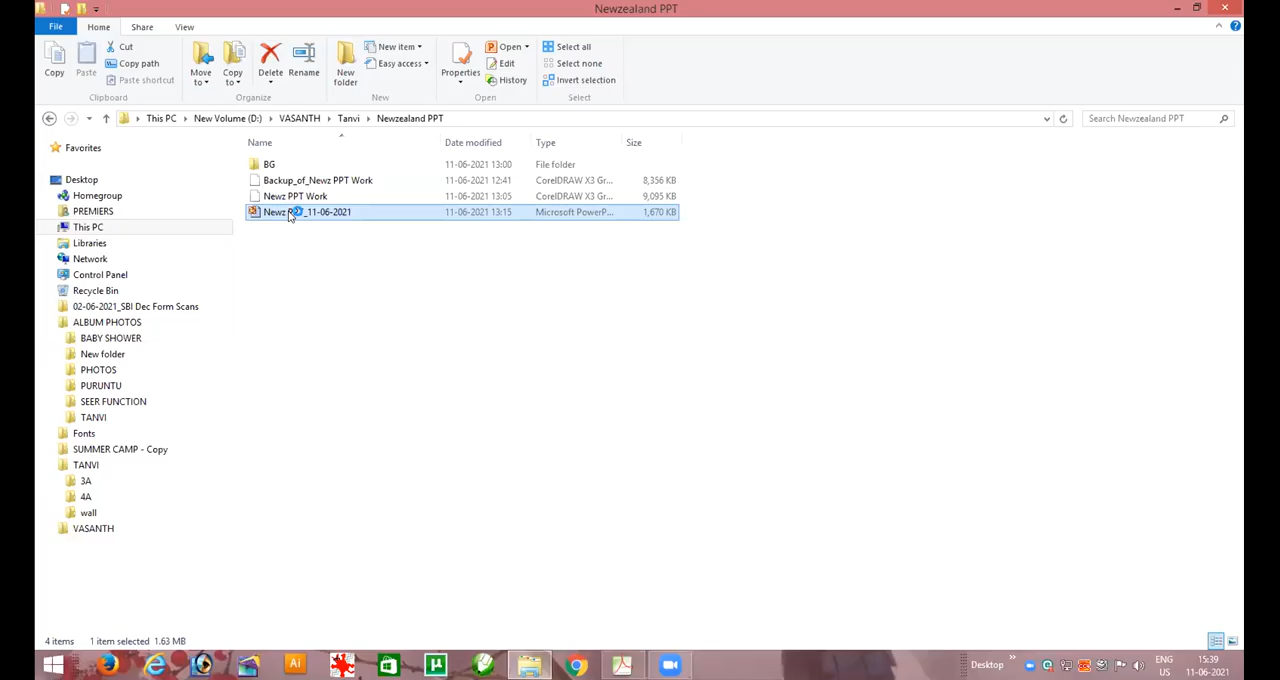 Newzealand PPT
File
Home
Share
View
Copy
Paste
Cut
Copy path
Paste shortcut
Clipboard
Move to
Copy to
Delete
Rename
Organize
New folder
New item
Easy access
New
Properties
Open
Edit
History
Open
Select all
Select none
Invert selection
Select
This PC
New Volume (D:)
VASANTH
Tanvi
Newzealand PPT
Search Newzealand PPT
Name
Date modified
Type
Size
BG
11-06-2021 13:00
File folder
Backup_of_Newz PPT Work
11-06-2021 12:41
CorelDRAW X3 Gr...
8,356 KB
Newz PPT Work
11-06-2021 13:05
CorelDRAW X3 Gr...
9,095 KB
Newz
_11-06-2021
11-06-2021 13:15
Microsoft PowerP...
1,670 KB
Favorites
Desktop
Homegroup
PREMIERS
This PC
Libraries
Network
Control Panel
Recycle Bin
02-06-2021_SBI Dec Form Scans
ALBUM PHOTOS
BABY SHOWER
New folder
PHOTOS
PURUNTU
SEER FUNCTION
TANVI
Fonts
SUMMER CAMP - Copy
TANVI
3A
4A
wall
VASANTH
4 items
1 item selected 1.63 MB
Ai
Desktop
ENG
US
15:39
11-06-2021